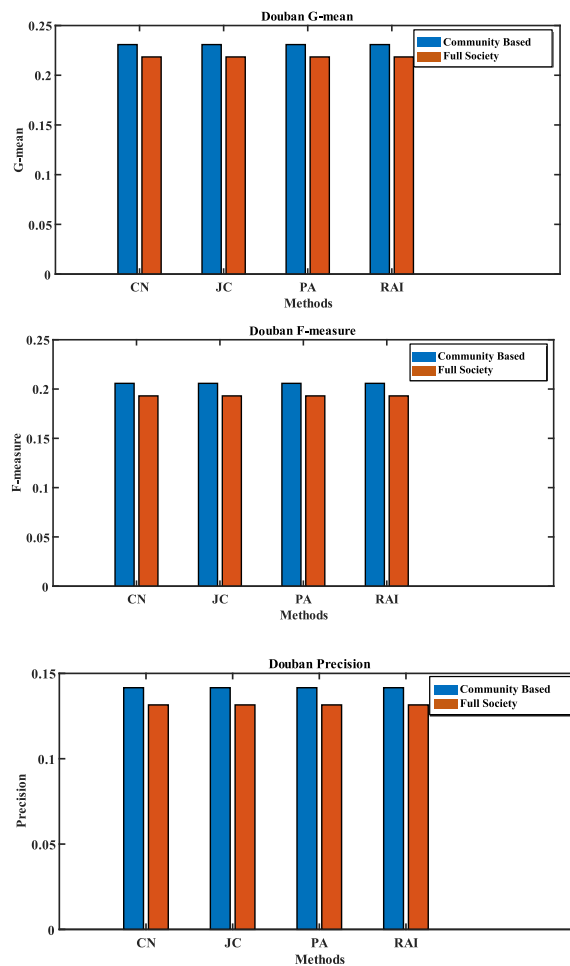 Douban G-mean
0.25
Community Based
Full Society
0.2
0.15
G-mean
0.1
0.05
0
CN JC PA RAI
Methods
Douban F-measure
0.25
Community Based
Full Society
0.2
0.15
F-measure
0.1
0.05
0
CN JC PA RAI
Methods
Douban Precision
0.15
Community Based
Full Society
0.1
Precision
0.05
0
CN JC PA RAI
Methods